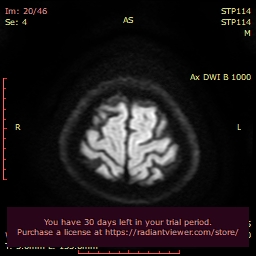 Im: 20/46
Se: 4
AS
STP114
STP114
M
Ax DWI B 1000
R
L
You have 30 days left in your trial period.
Purchase a license at https://radiantviewer.com/store/